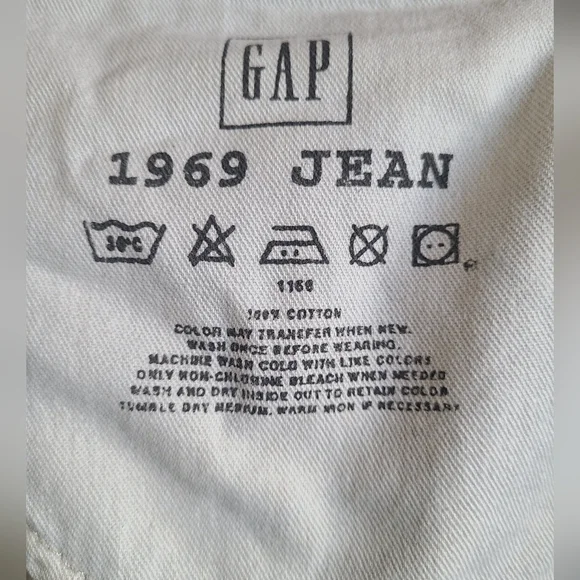 GAP
1969 JEAN
30°C
1166
100% COTTON
COLOR MAY TRANSFER WHEN NEW.
WASH ONCE BEFORE WEARING.
MACHINE WASH COLD WITH LIKE COLORS
ONLY NON-CHLORINE BLEACH WHEN NEEDED
WASH AND DRY INSIDE OUT TO RETAIN COLOR
TUMBLE DRY MEDIUM. WARM IRON IF NECESSARY